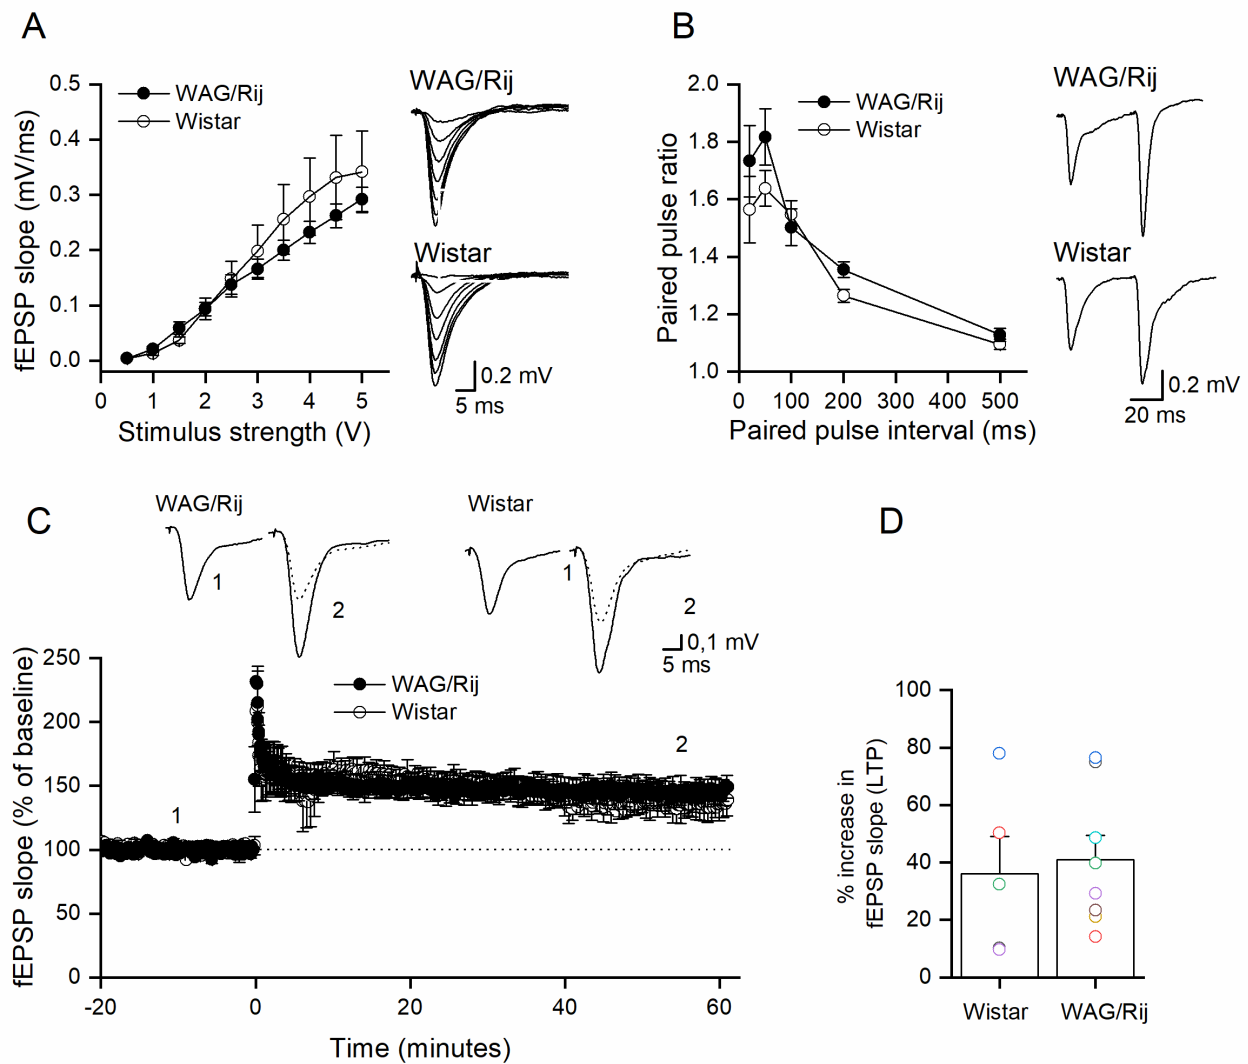 A
WAG/Rij
Wistar
0.5
0.4
0.3
0.2
0.1
0.0
fEPSP slope (mV/ms)
0 1 2 3 4 5
Stimulus strength (V)
WAG/Rij
Wistar
0.2 mV
5 ms
B
WAG/Rij
Wistar
2.0
1.8
1.6
1.4
1.2
1.0
Paired pulse ratio
0 100 200 300 400 500
Paired pulse interval (ms)
WAG/Rij
Wistar
0.2 mV
20 ms
C
WAG/Rij
1
2
Wistar
1
2
0,1 mV
5 ms
WAG/Rij
Wistar
250
200
150
100
50
0
fEPSP slope (% of baseline)
1
2
-20 0 20 40 60
Time (minutes)
D
100
80
60
40
20
0
% increase in
fEPSP slope (LTP)
Wistar WAG/Rij